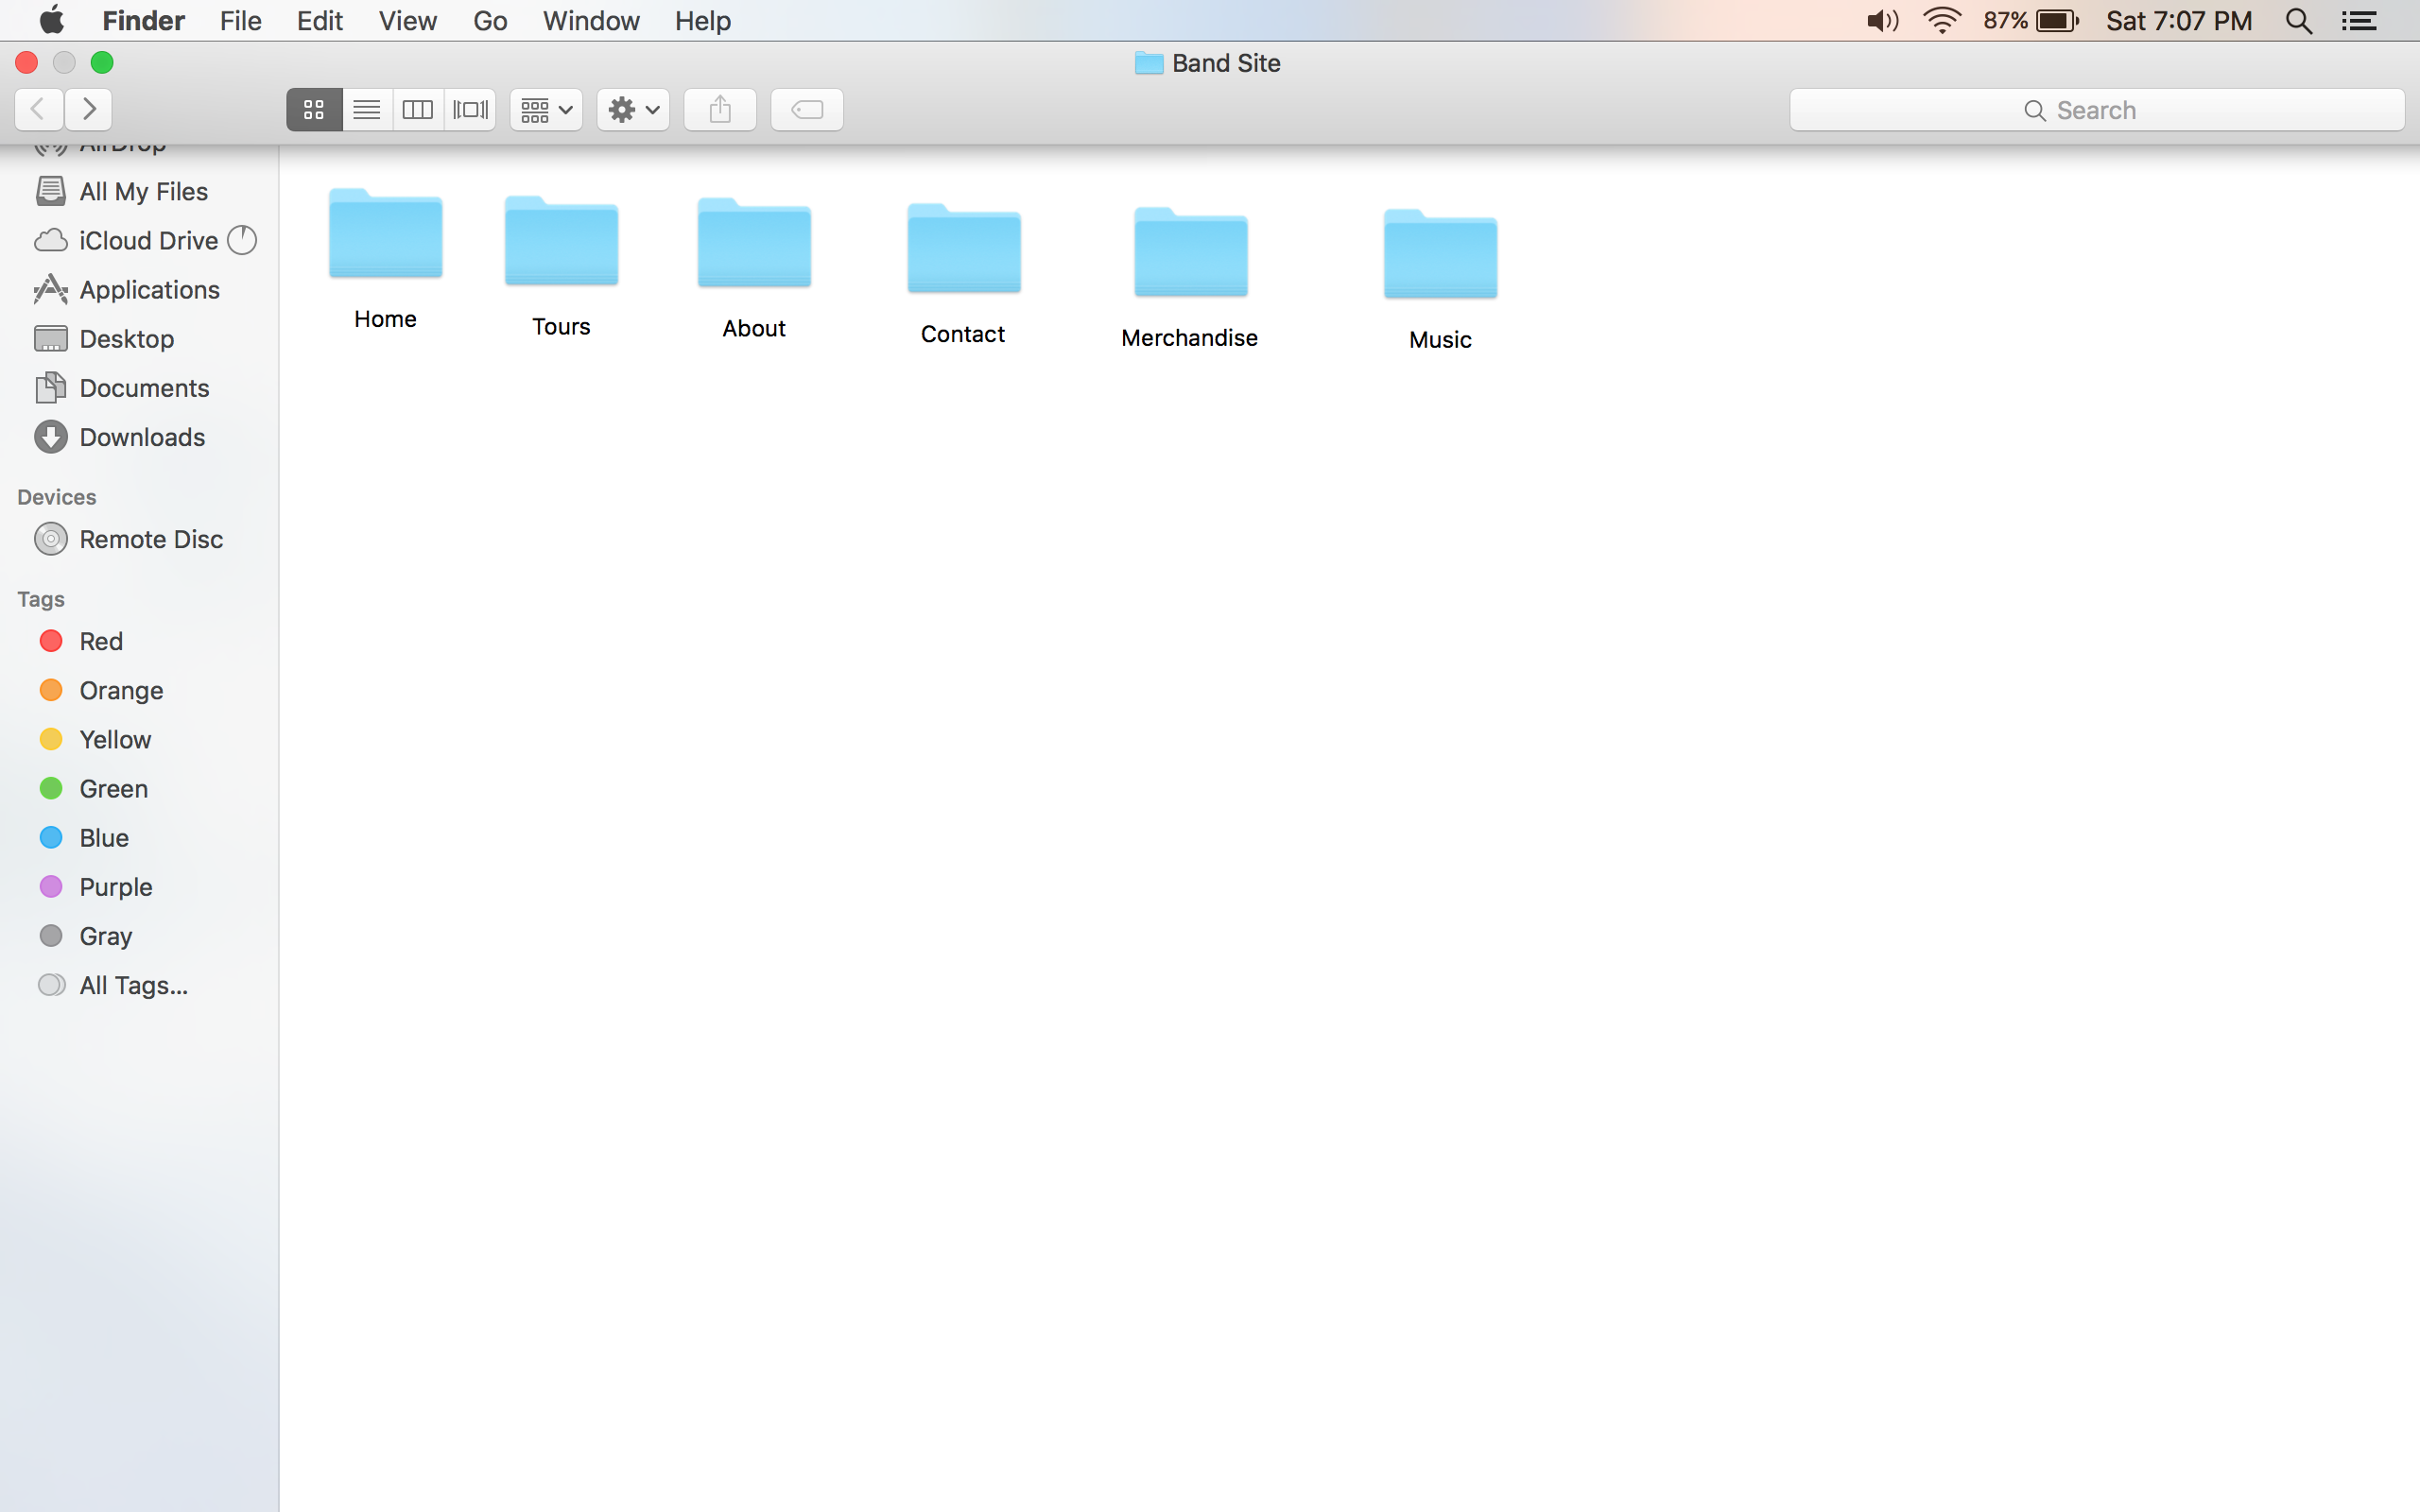 Finder File Edit View Go Window Help 87% Sat 7:07 PM
Band Site
Search
AirDrop
All My Files
iCloud Drive
Applications
Desktop
Documents
Downloads
Devices
Remote Disc
Tags
Red
Orange
Yellow
Green
Blue
Purple
Gray
All Tags...
Home
Tours
About
Contact
Merchandise
Music